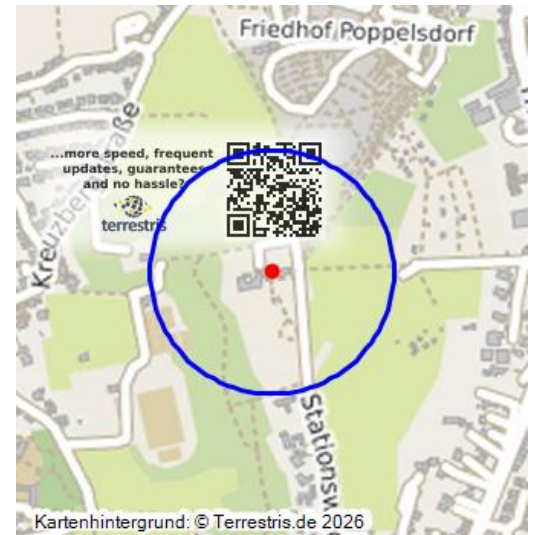 Friedhof Poppelsdorf
...more speed, frequent
updates, guarantees
and no hassle?
terrestris
Kreuzbergstraße
Stationsw
Kartenhintergrund: © Terrestris.de 2026